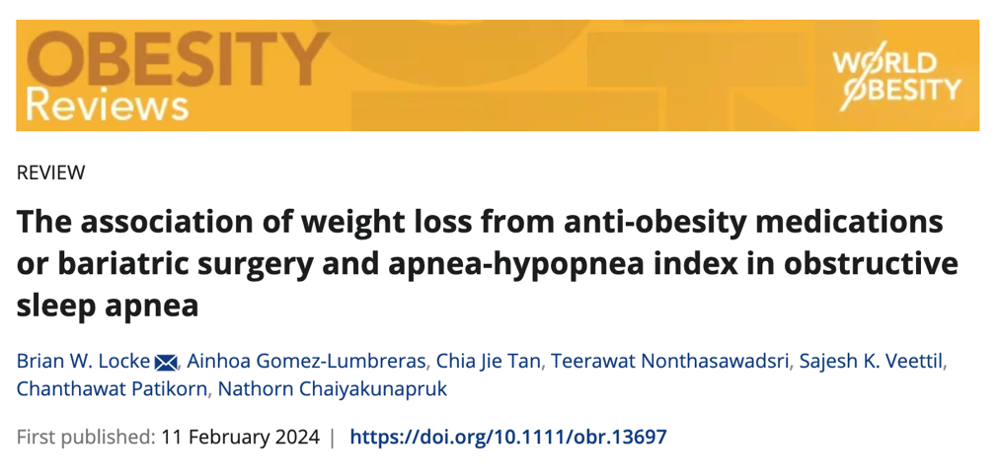 OBESITY
Reviews
WORLD
OBESITY
REVIEW
The association of weight loss from anti-obesity medications
or bariatric surgery and apnea-hypopnea index in obstructive
sleep apnea
Brian W. Locke, Ainhoa Gomez-Lumbreras, Chia Jie Tan, Teerawat Nonthasawadsri, Sajesh K. Veettil,
Chanthawat Patikorn, Nathorn Chaiyakunapruk
First published: 11 February 2024 | https://doi.org/10.1111/obr.13697